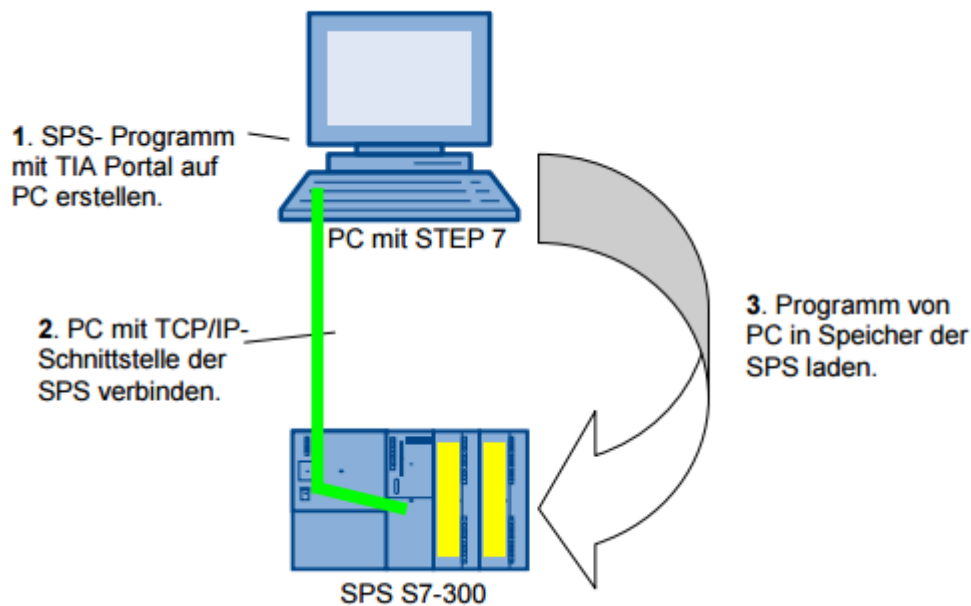 1. SPS- Programm
mit TIA Portal auf
PC erstellen.
PC mit STEP 7
2. PC mit TCP/IP-
Schnittstelle der
SPS verbinden.
3. Programm von
PC in Speicher der
SPS laden.
SPS S7-300